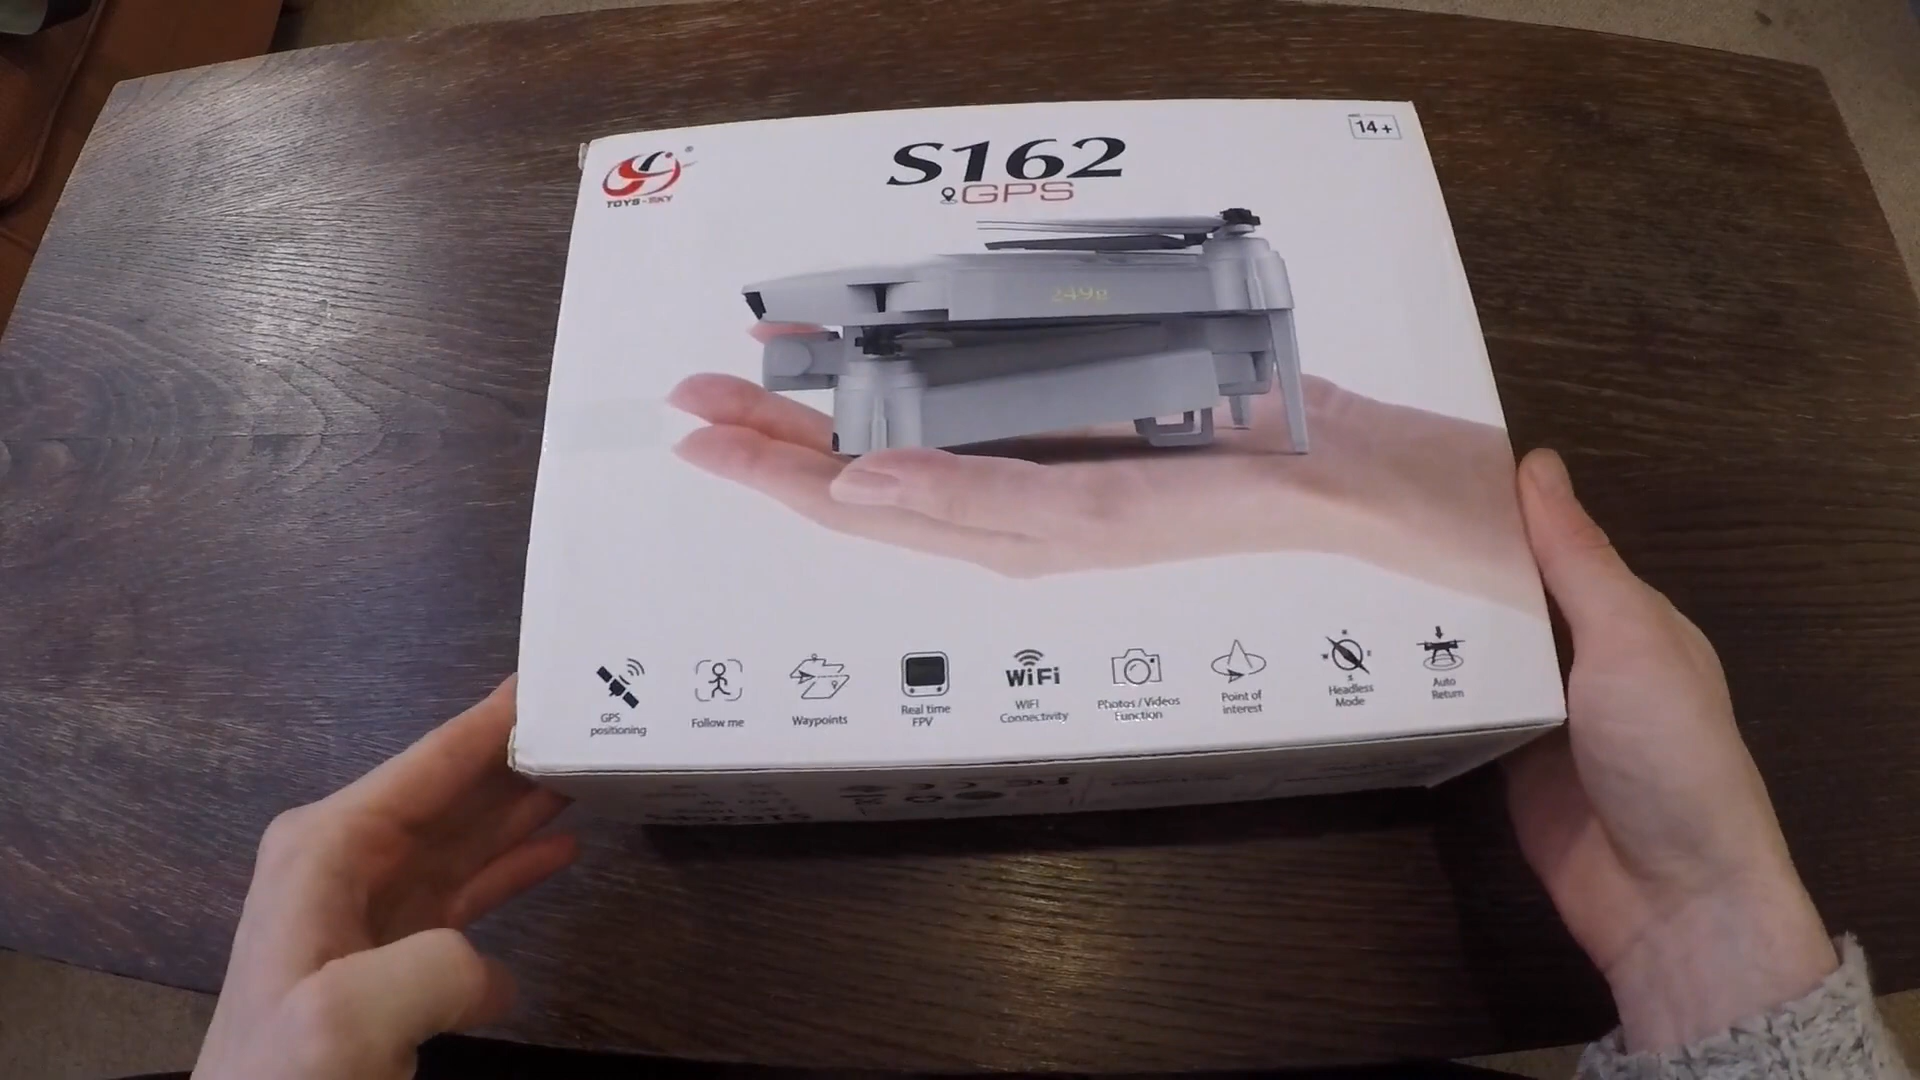 TOYS-SKY
S162
GPS
14+
249g
GPS
positioning
Follow me
Waypoints
Real time
FPV
WiFi
WIFI
Connectivity
Photos / Videos
Function
Point of
interest
Headless
Mode
Auto
Return